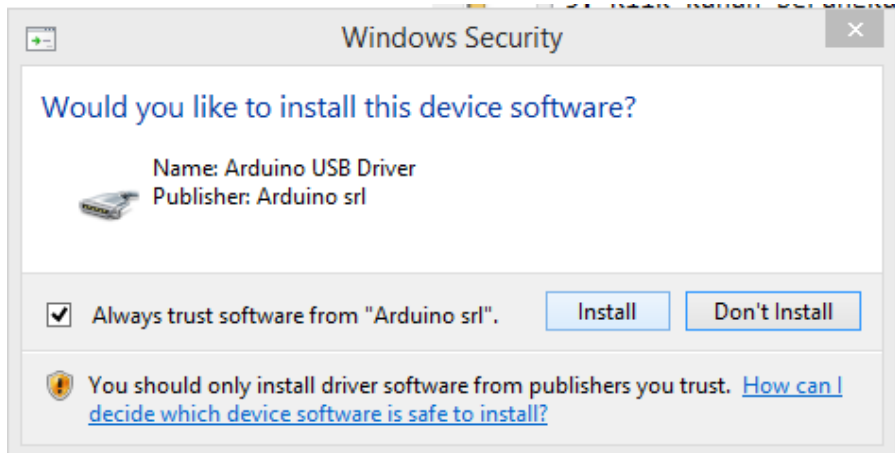 Windows Security
Would you like to install this device software?
Name: Arduino USB Driver
Publisher: Arduino srl
Always trust software from "Arduino srl".
Install
Don't Install
You should only install driver software from publishers you trust. How can I
decide which device software is safe to install?